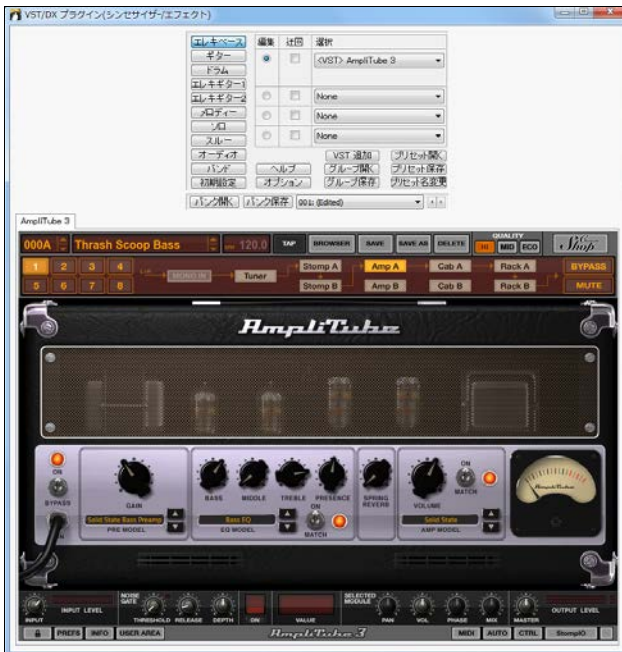 VST/DX プラグイン(シンセサイザー/エフェクト)
エレキベース 編集 迂回 選択
ギター <VST> AmpliTube 3
ドラム
エレキギター1
エレキギター2 None
メロディー None
ソロ None
スルー
オーディオ VST 追加 プリセット開く
バンド ヘルプ グループ開く プリセット保存
初期設定 オプション グループ保存 プリセット名変更
バンク開く バンク保存 001: (Edited)
AmpliTube 3
000A Thrash Scoop Bass 120.0 TAP BROWSER SAVE SAVE AS DELETE QUALITY HI MID ECO Shop
1 2 3 4 MONO IN Tuner Stomp A Amp A Cab A Rack A BYPASS
5 6 7 8 Stomp B Amp B Cab B Rack B MUTE
AmpliTube
ON BYPASS
GAIN BASS MIDDLE TREBLE PRESENCE SPRING REVERB VOLUME ON MATCH
Solid State Bass Preamp Bass EQ ON Solid State
PRE MODEL EQ MODEL MATCH AMP MODEL
AmpliTube
INPUT INPUT LEVEL NOISE GATE THRESHOLD RELEASE DEPTH ON VALUE SELECTED MODULE PAN VOL PHASE MIX MASTER OUTPUT LEVEL
PREFS INFO USER AREA AmpliTube 3 MIDI AUTO CTRL StompIO